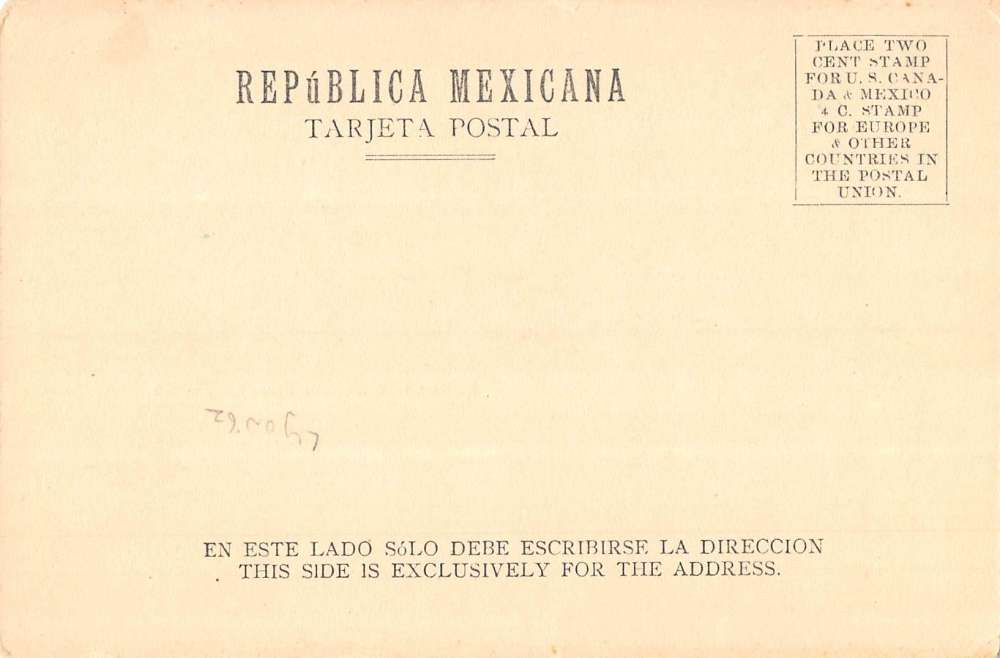 REPúBLICA MEXICANA
TARJETA POSTAL
PLACE TWO
CENT STAMP
FOR U. S. CANA-
DA & MEXICO
4 C. STAMP
FOR EUROPE
& OTHER
COUNTRIES IN
THE POSTAL
UNION.
EN ESTE LADO SóLO DEBE ESCRIBIRSE LA DIRECCION
THIS SIDE IS EXCLUSIVELY FOR THE ADDRESS.